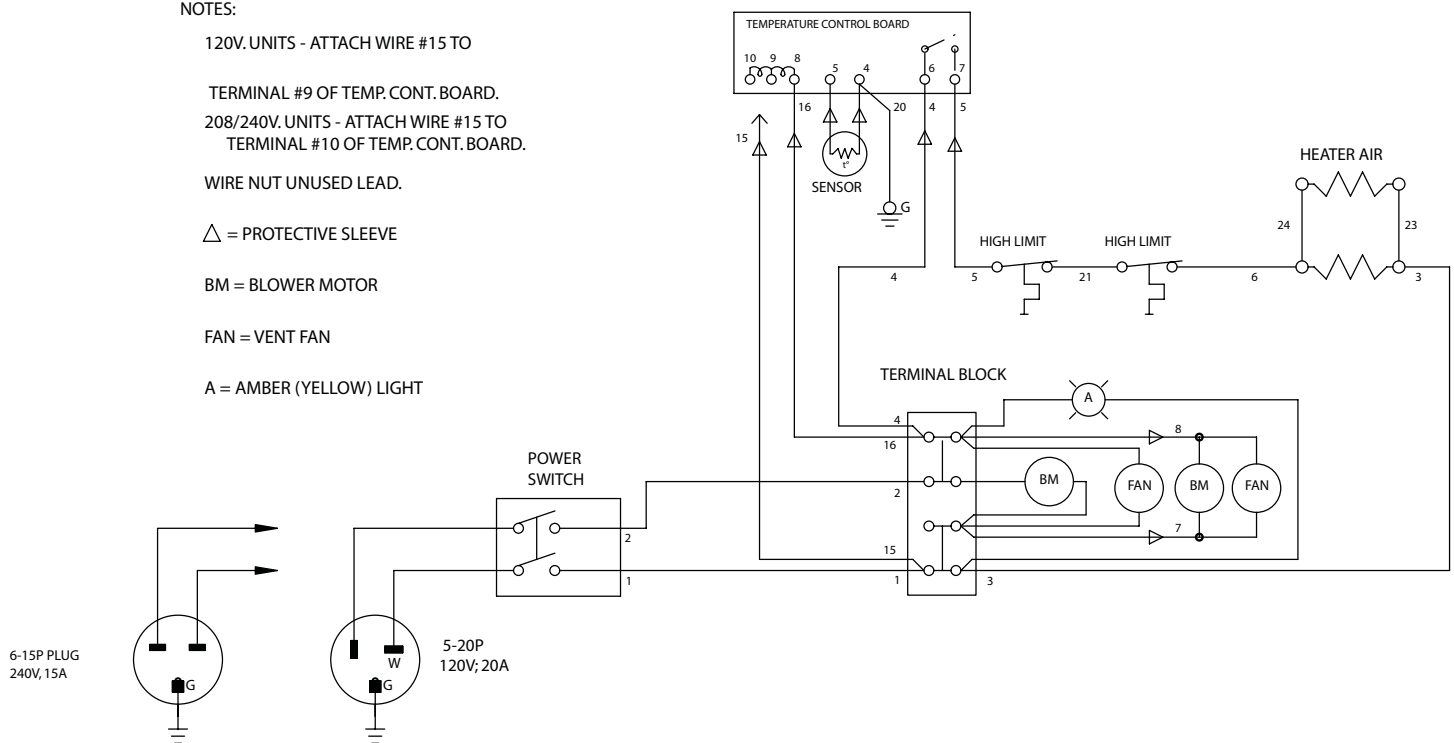 NOTES:
120V. UNITS - ATTACH WIRE #15 TO
TERMINAL #9 OF TEMP. CONT. BOARD.
208/240V. UNITS - ATTACH WIRE #15 TO
TERMINAL #10 OF TEMP. CONT. BOARD.
WIRE NUT UNUSED LEAD.
= PROTECTIVE SLEEVE
BM = BLOWER MOTOR
FAN = VENT FAN
A = AMBER (YELLOW) LIGHT
TEMPERATURE CONTROL BOARD
10 9 8 5 4 6 7
16 20 4 5
15
t°
SENSOR
G
HEATER AIR
24 23
HIGH LIMIT HIGH LIMIT
4 5 21 6 3
TERMINAL BLOCK
A
4
16
8
2
BM FAN BM FAN
7
15
1 3
POWER
SWITCH
2
1
6-15P PLUG
240V, 15A
G
W
G
5-20P
120V; 20A